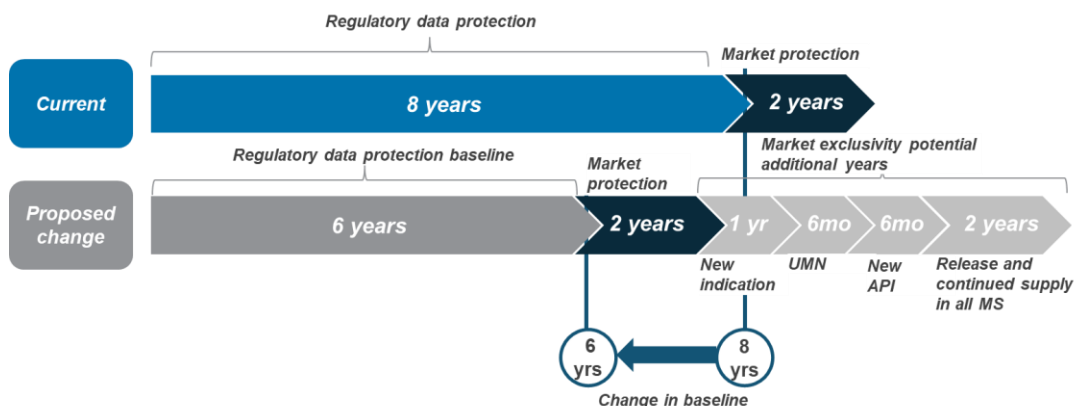 Regulatory data protection
Market protection
Current
8 years
2 years
Regulatory data protection baseline
Market
protection
Market exclusivity potential
additional years
Proposed
change
6 years
2 years
1 yr
6mo
6mo
2 years
New
indication
UMN
New
API
Release and
continued supply
in all MS
6
yrs
8
yrs
Change in baseline